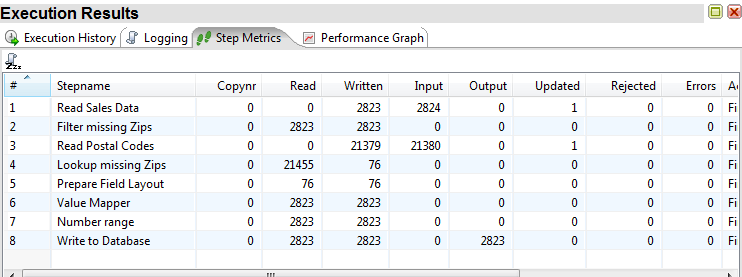 Execution Results
Execution History Logging Step Metrics Performance Graph
# Stepname Copynr Read Written Input Output Updated Rejected Errors Ac
1 Read Sales Data 0 0 2823 2824 0 1 0 0 Fi
2 Filter missing Zips 0 2823 2823 0 0 0 0 0 Fi
3 Read Postal Codes 0 0 21379 21380 0 1 0 0 Fi
4 Lookup missing Zips 0 21455 76 0 0 0 0 0 Fi
5 Prepare Field Layout 0 76 76 0 0 0 0 0 Fi
6 Value Mapper 0 2823 2823 0 0 0 0 0 Fi
7 Number range 0 2823 2823 0 0 0 0 0 Fi
8 Write to Database 0 2823 2823 0 2823 0 0 0 Fi